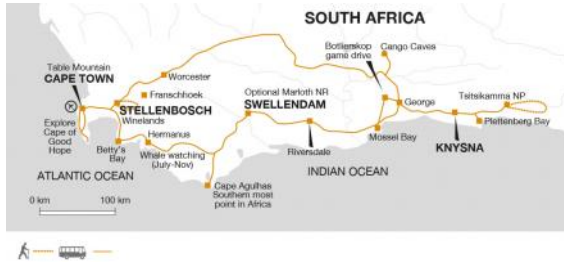 SOUTH AFRICA
Botlierskop
game drive
Cango Caves
Table Mountain
CAPE TOWN
Worcester
Franschhoek
Optional Marloth NR
SWELLENDAM
Tsitsikamma NP
George
STELLENBOSCH
Winelands
Explore
Cape of
Good
Hope
Hermanus
Betty's
Bay
Whale watching
(July-Nov)
Riversdale
Mossel Bay
KNYSNA
Plettenberg Bay
ATLANTIC OCEAN
INDIAN OCEAN
Cape Agulhas
Southern most
point in Africa
0 km
100 km